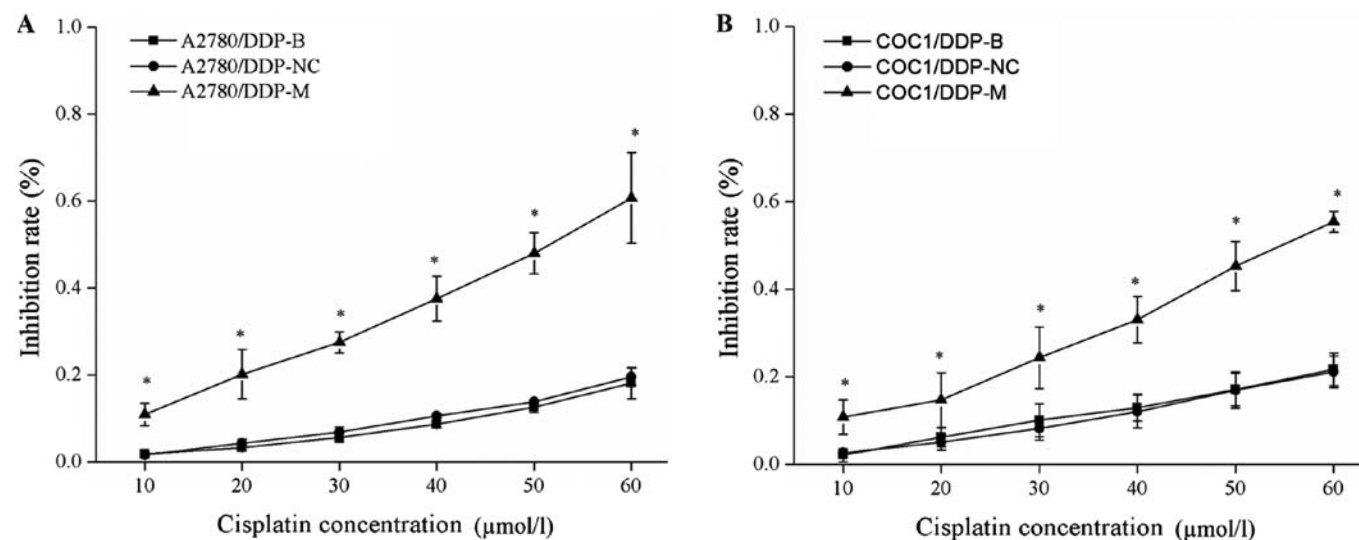 A
A2780/DDP-B
A2780/DDP-NC
A2780/DDP-M
1.0
0.8
0.6
0.4
0.2
0.0
Inhibition rate (%)
*
*
*
*
*
*
10 20 30 40 50 60
Cisplatin concentration (μmol/l)
B
COC1/DDP-B
COC1/DDP-NC
COC1/DDP-M
1.0
0.8
0.6
0.4
0.2
0.0
Inhibition rate (%)
*
*
*
*
*
*
10 20 30 40 50 60
Cisplatin concentration (μmol/l)